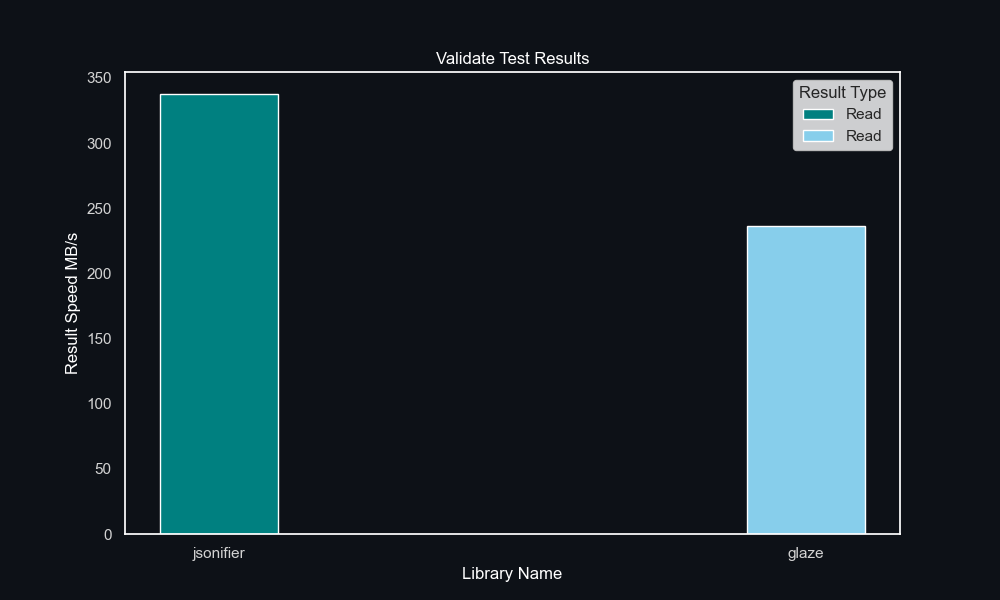 Validate Test Results
350
300
250
200
150
100
50
0
Result Speed MB/s
Result Type
Read
Read
jsonifier
glaze
Library Name